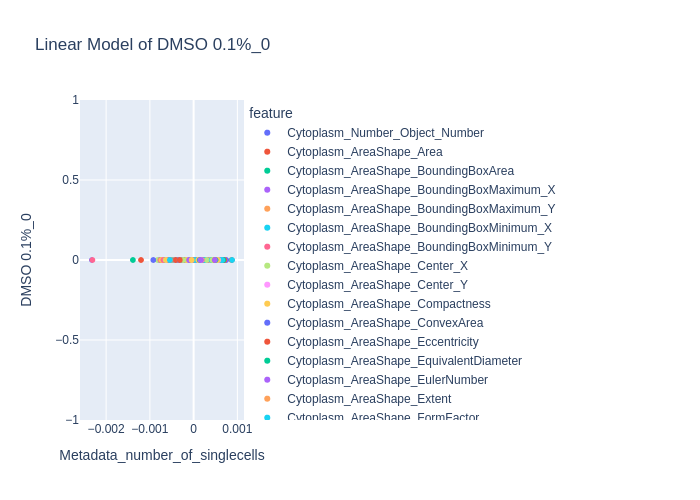 Linear Model of DMSO 0.1%_0
feature
Cytoplasm_Number_Object_Number
Cytoplasm_AreaShape_Area
Cytoplasm_AreaShape_BoundingBoxArea
Cytoplasm_AreaShape_BoundingBoxMaximum_X
Cytoplasm_AreaShape_BoundingBoxMaximum_Y
Cytoplasm_AreaShape_BoundingBoxMinimum_X
Cytoplasm_AreaShape_BoundingBoxMinimum_Y
Cytoplasm_AreaShape_Center_X
Cytoplasm_AreaShape_Center_Y
Cytoplasm_AreaShape_Compactness
Cytoplasm_AreaShape_ConvexArea
Cytoplasm_AreaShape_Eccentricity
Cytoplasm_AreaShape_EquivalentDiameter
Cytoplasm_AreaShape_EulerNumber
Cytoplasm_AreaShape_Extent
Cytoplasm_AreaShape_FormFactor
1
0.5
0
−0.5
−1
DMSO 0.1%_0
−0.002 −0.001 0 0.001
Metadata_number_of_singlecells